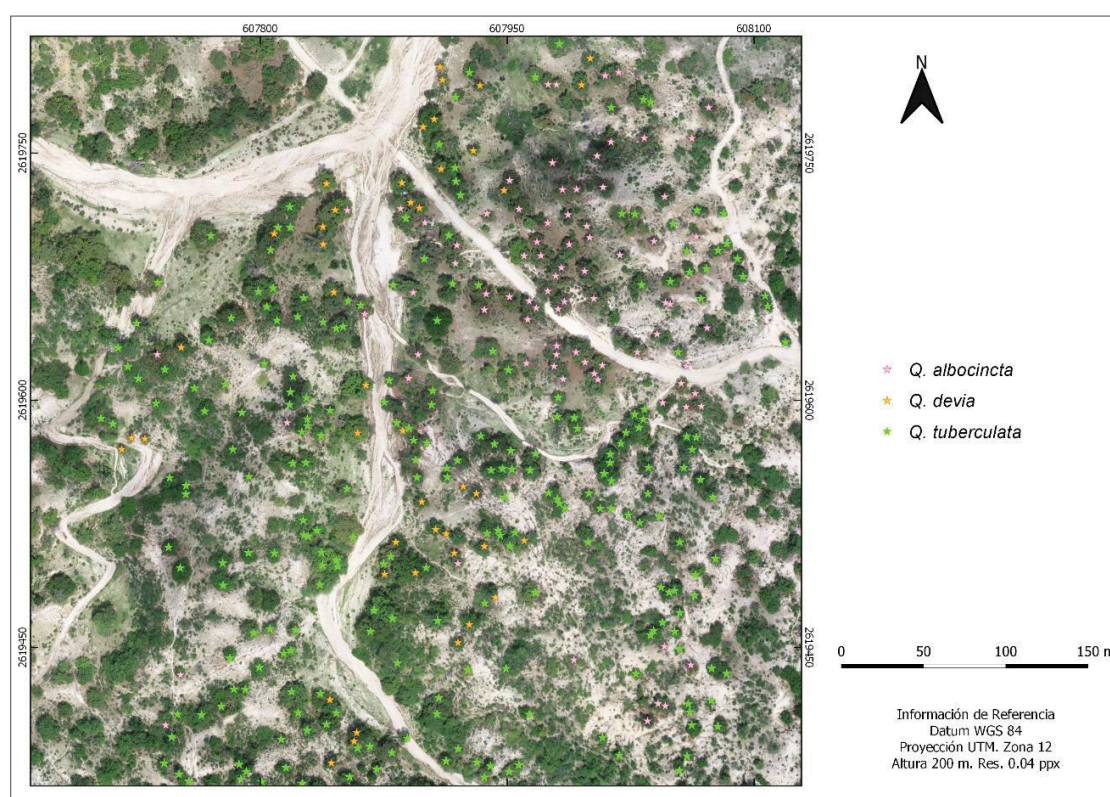 607800 607950 608100
N
2619750 2619750
Q. albocincta
Q. devia
2619600 2619600
Q. tuberculata
2619450 2619450
0 50 100 150 m
Información de Referencia
Datum WGS 84
Proyección UTM. Zona 12
Altura 200 m. Res. 0.04 ppx